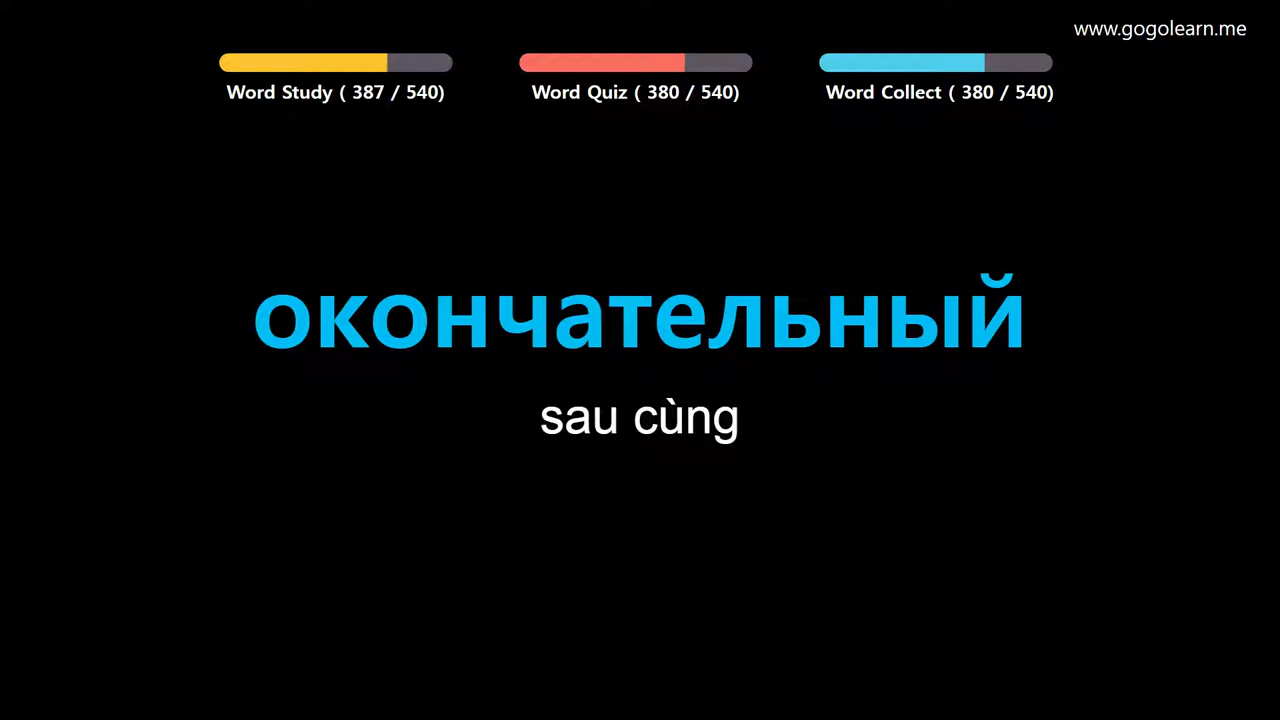 www.gogolearn.me
Word Study ( 387 / 540)
Word Quiz ( 380 / 540)
Word Collect ( 380 / 540)
окончательный
sau cùng